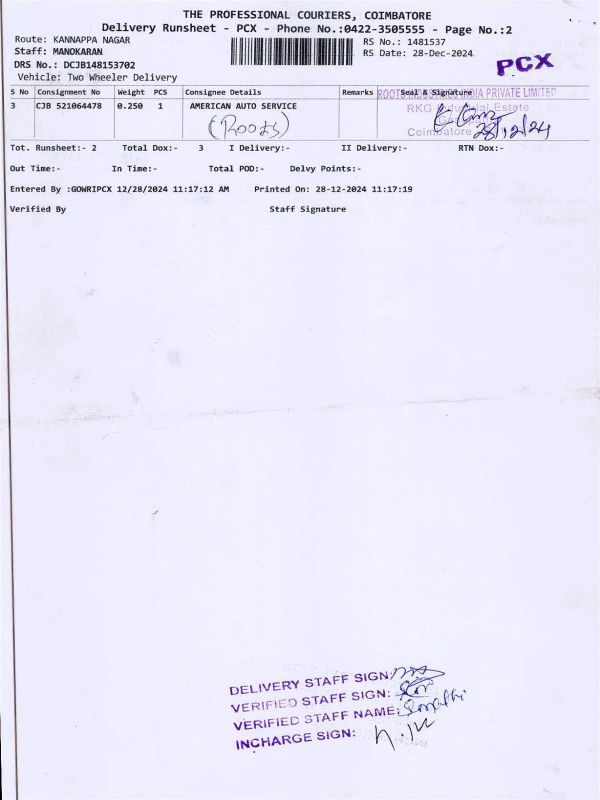 THE PROFESSIONAL COURIERS, COIMBATORE
Delivery Runsheet - PCX - Phone No.:0422-3505555 - Page No.:2
Route: KANNAPPA NAGAR
RS No.: 1481537
Staff: MANOKARAN
RS Date: 28-Dec-2024
PCX
DRS No.: DCJB148153702
Vehicle: Two Wheeler Delivery
S No Consignment No Weight PCS Consignee Details Remarks Seal & Signature
ROOTS INDIA PRIVATE LIMITED
3 CJB 521064478 0.250 1 AMERICAN AUTO SERVICE
RKG Industrial Estate
(Roots)
Coimbatore 28/12/24
Tot. Runsheet:- 2 Total Dox:- 3 I Delivery:- II Delivery:- RTN Dox:-
Out Time:- In Time:- Total POD:- Delvy Points:-
Entered By :GOWRIPCX 12/28/2024 11:17:12 AM Printed On: 28-12-2024 11:17:19
Verified By Staff Signature
DELIVERY STAFF SIGN:
VERIFIED STAFF SIGN:
VERIFIED STAFF NAME:
INCHARGE SIGN: